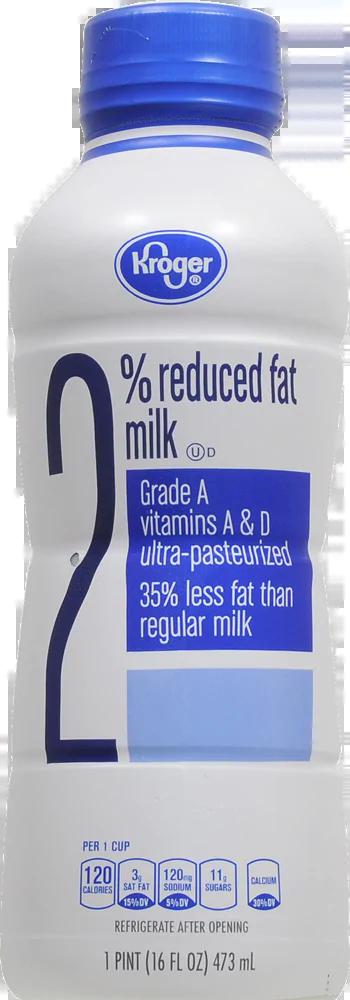 Kröger®
2% reduced fat
milk Ⓤ D
Grade A
vitamins A & D
ultra-pasteurized
35% less fat than
regular milk
PER 1 CUP
120 CALORIES
3g SAT FAT 15% DV
120mg SODIUM 5% DV
11g SUGARS
CALCIUM 30% DV
REFRIGERATE AFTER OPENING
1 PINT (16 FL OZ) 473 mL